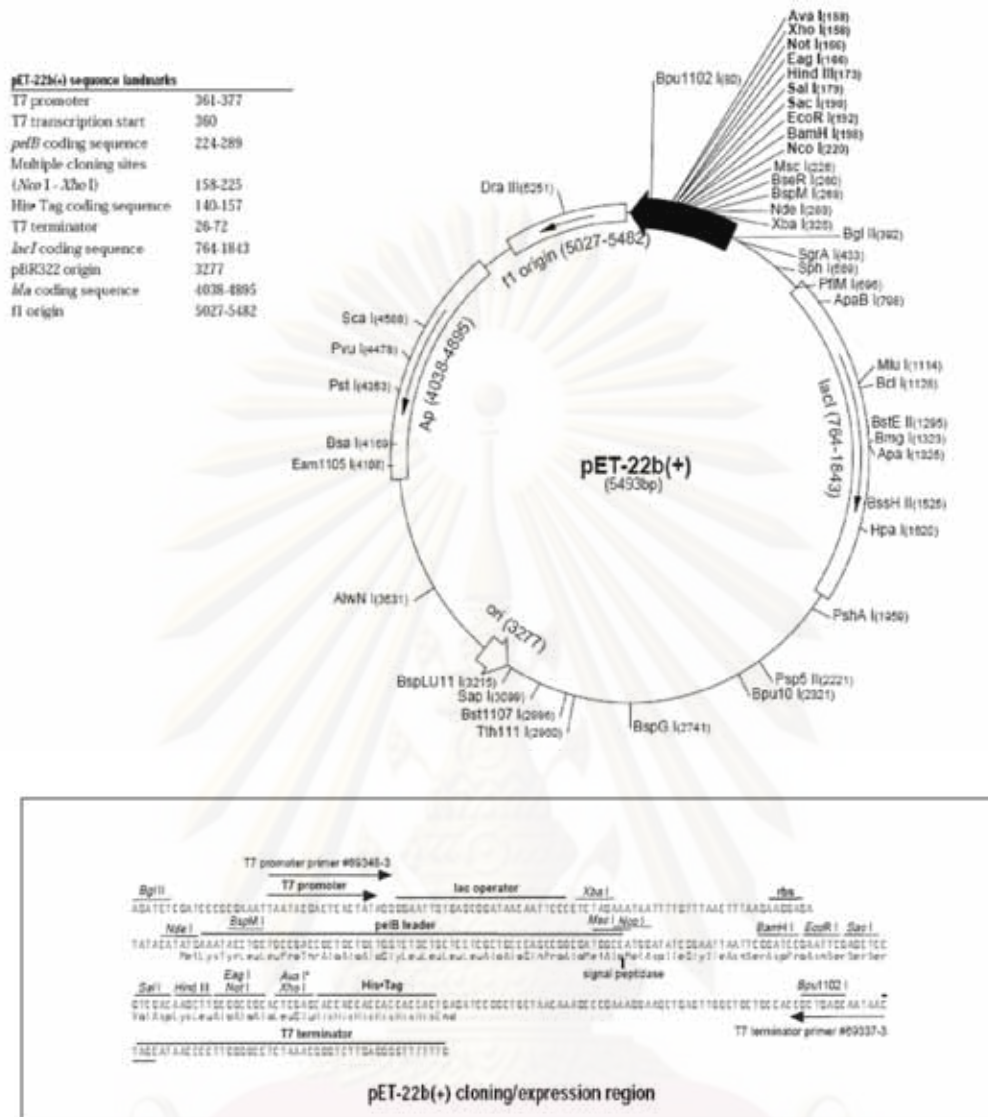 pET-22b(+) sequence landmarks
T7 promoter 361-377
T7 transcription start 360
pelB coding sequence 224-289
Multiple cloning sites
(Nco I - Xho I) 158-225
His•Tag coding sequence 140-157
T7 terminator 26-72
lacI coding sequence 764-1843
pBR322 origin 3277
bla coding sequence 4038-4895
f1 origin 5027-5482
Ava I(158)
Xho I(158)
Not I(166)
Eag I(166)
Hind III(173)
Sal I(179)
Sac I(190)
EcoR I(192)
BamH I(198)
Nco I(220)
Bpu1102 I(80)
Msc I(225)
BseR I(260)
BspM I(269)
Nde I(288)
Xba I(326)
Bgl II(392)
SgrA I(433)
Sph I(589)
PflM I(696)
ApaB I(798)
Dra III(5251)
f1 origin (5027-5482)
Sca I(4588)
Pvu I(4478)
Pst I(4353)
Bsa I(4169)
Eam1105 I(4108)
Ap (4038-4895)
Mlu I(1114)
Bcl I(1128)
BstE II(1295)
Bmg I(1323)
Apa I(1325)
BssH II(1525)
Hpa I(1620)
lacI (764-1843)
pET-22b(+)
(5493bp)
AlwN I(3631)
ori (3277)
PshA I(1959)
BspLU11 I(3215)
Sap I(3099)
Bst1107 I(2986)
Tth111 I(2960)
BspG I(2741)
Psp5 II(2221)
Bpu10 I(2321)
T7 promoter primer #69348-3
Bgl II T7 promoter lac operator Xba I rbs
AGATCTCGATCCCGCGAAATTAATACGACTCACTATAGGGGAATTGTGAGCGGATAACAATTCCCCTCTAGAAATAATTTTGTTTAACTTTAAGAAGGAGA
Nde I BspM I pelB leader Msc I Nco I BamH I EcoR I Sac I
signal peptidase
Sal I Hind III Eag I Not I Ava I* Xho I His•Tag Bpu1102 I
T7 terminator T7 terminator primer #69337-3
TAGCATAACCCCTTGGGGCCTCTAAACGGGTCTTGAGGGGTTTTTTG
pET-22b(+) cloning/expression region